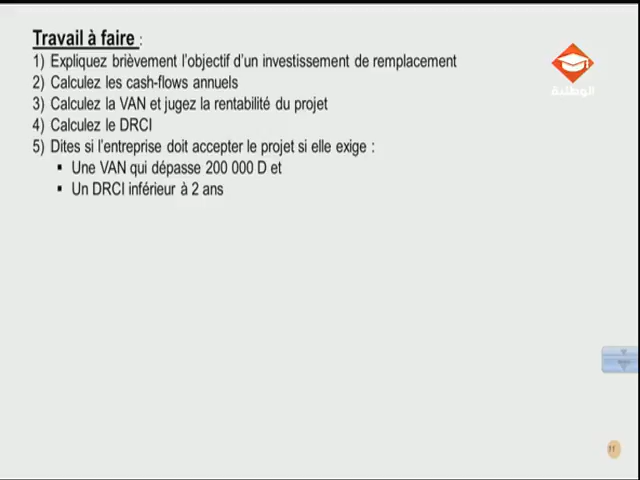 Travail à faire :
1) Expliquez brièvement l'objectif d'un investissement de remplacement
2) Calculez les cash-flows annuels
3) Calculez la VAN et jugez la rentabilité du projet
4) Calculez le DRCI
5) Dites si l'entreprise doit accepter le projet si elle exige :
▪ Une VAN qui dépasse 200 000 D et
▪ Un DRCI inférieur à 2 ans
الوطنية
11